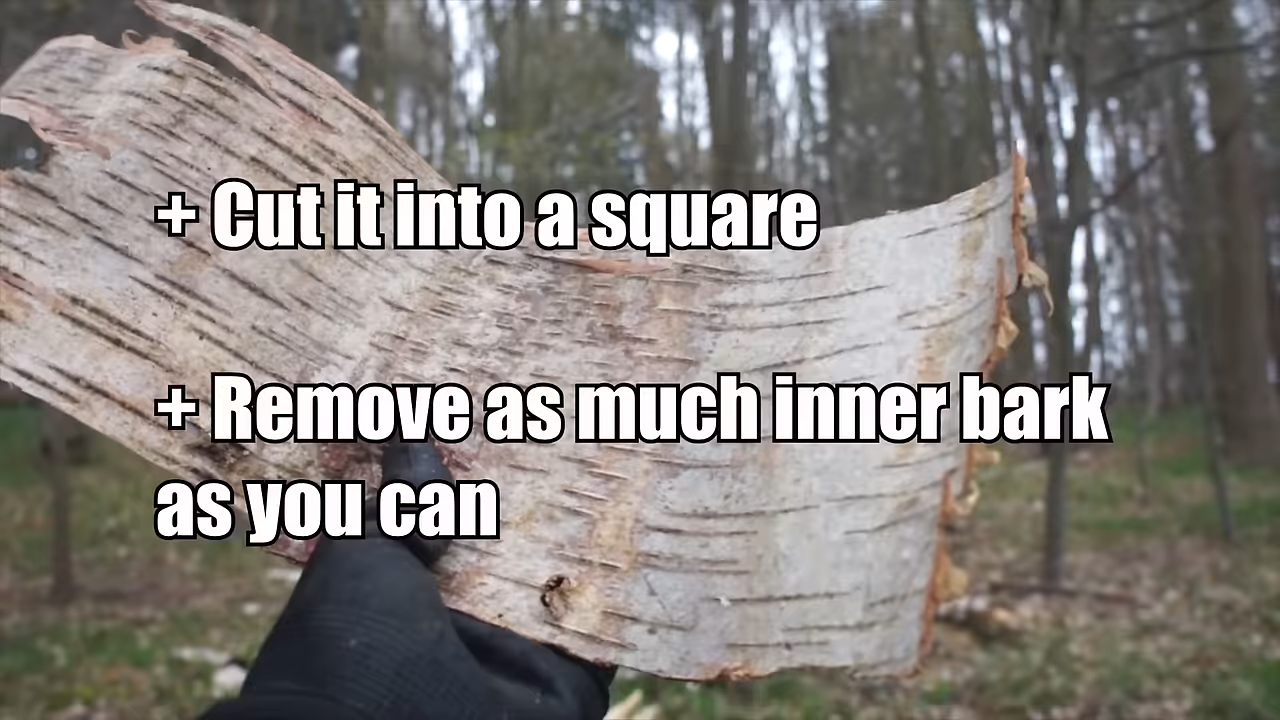 + Cut it into a square
+ Remove as much inner bark
as you can